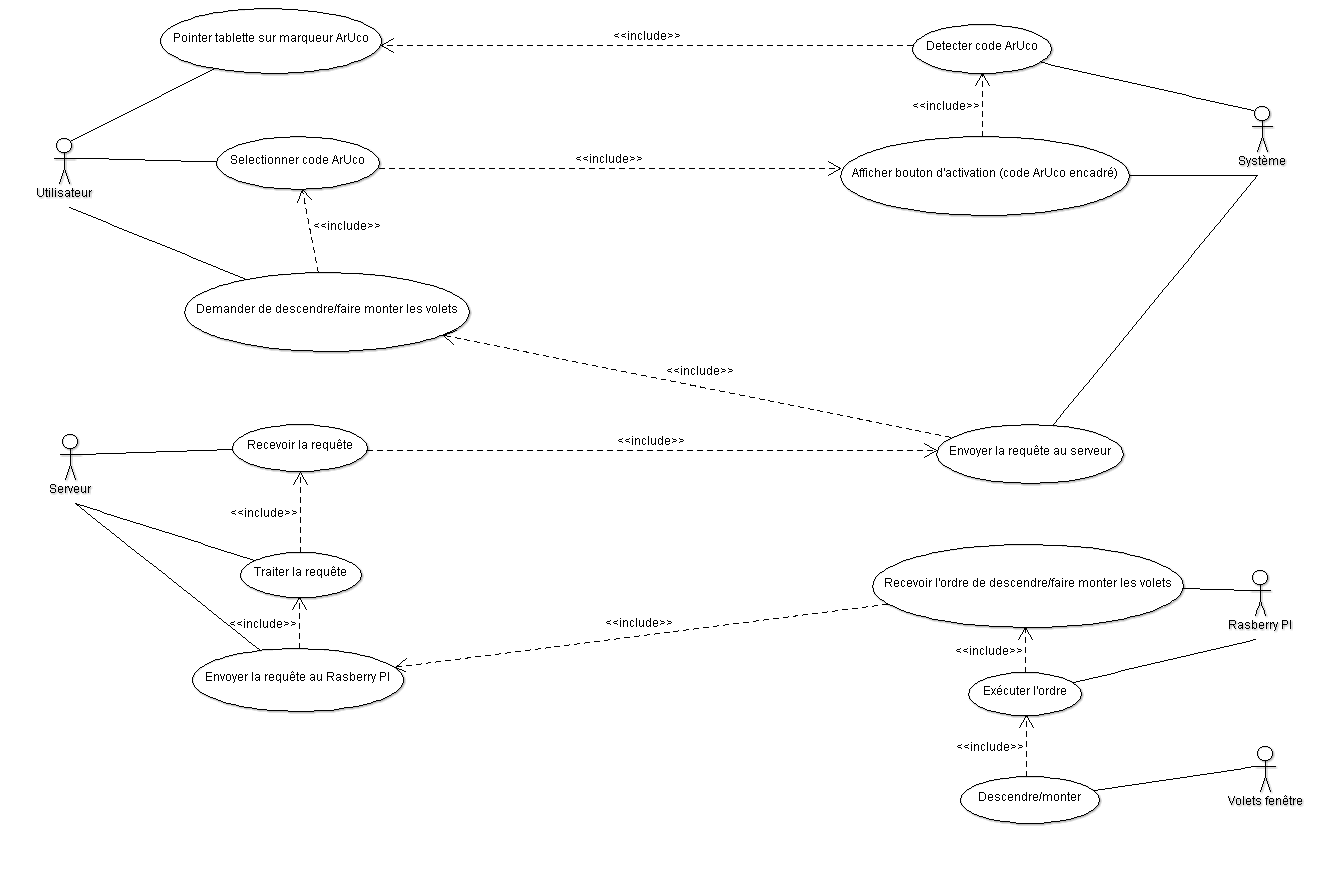 Pointer tablette sur marqueur ArUco
<<include>>
Detecter code ArUco
<<include>>
Utilisateur
Selectionner code ArUco
<<include>>
Afficher bouton d'activation (code ArUco encadré)
Système
<<include>>
Demander de descendre/faire monter les volets
<<include>>
Serveur
Recevoir la requête
<<include>>
Envoyer la requête au serveur
<<include>>
Traiter la requête
<<include>>
Envoyer la requête au Rasberry PI
<<include>>
Recevoir l'ordre de descendre/faire monter les volets
Rasberry PI
<<include>>
Exécuter l'ordre
<<include>>
Descendre/monter
Volets fenêtre